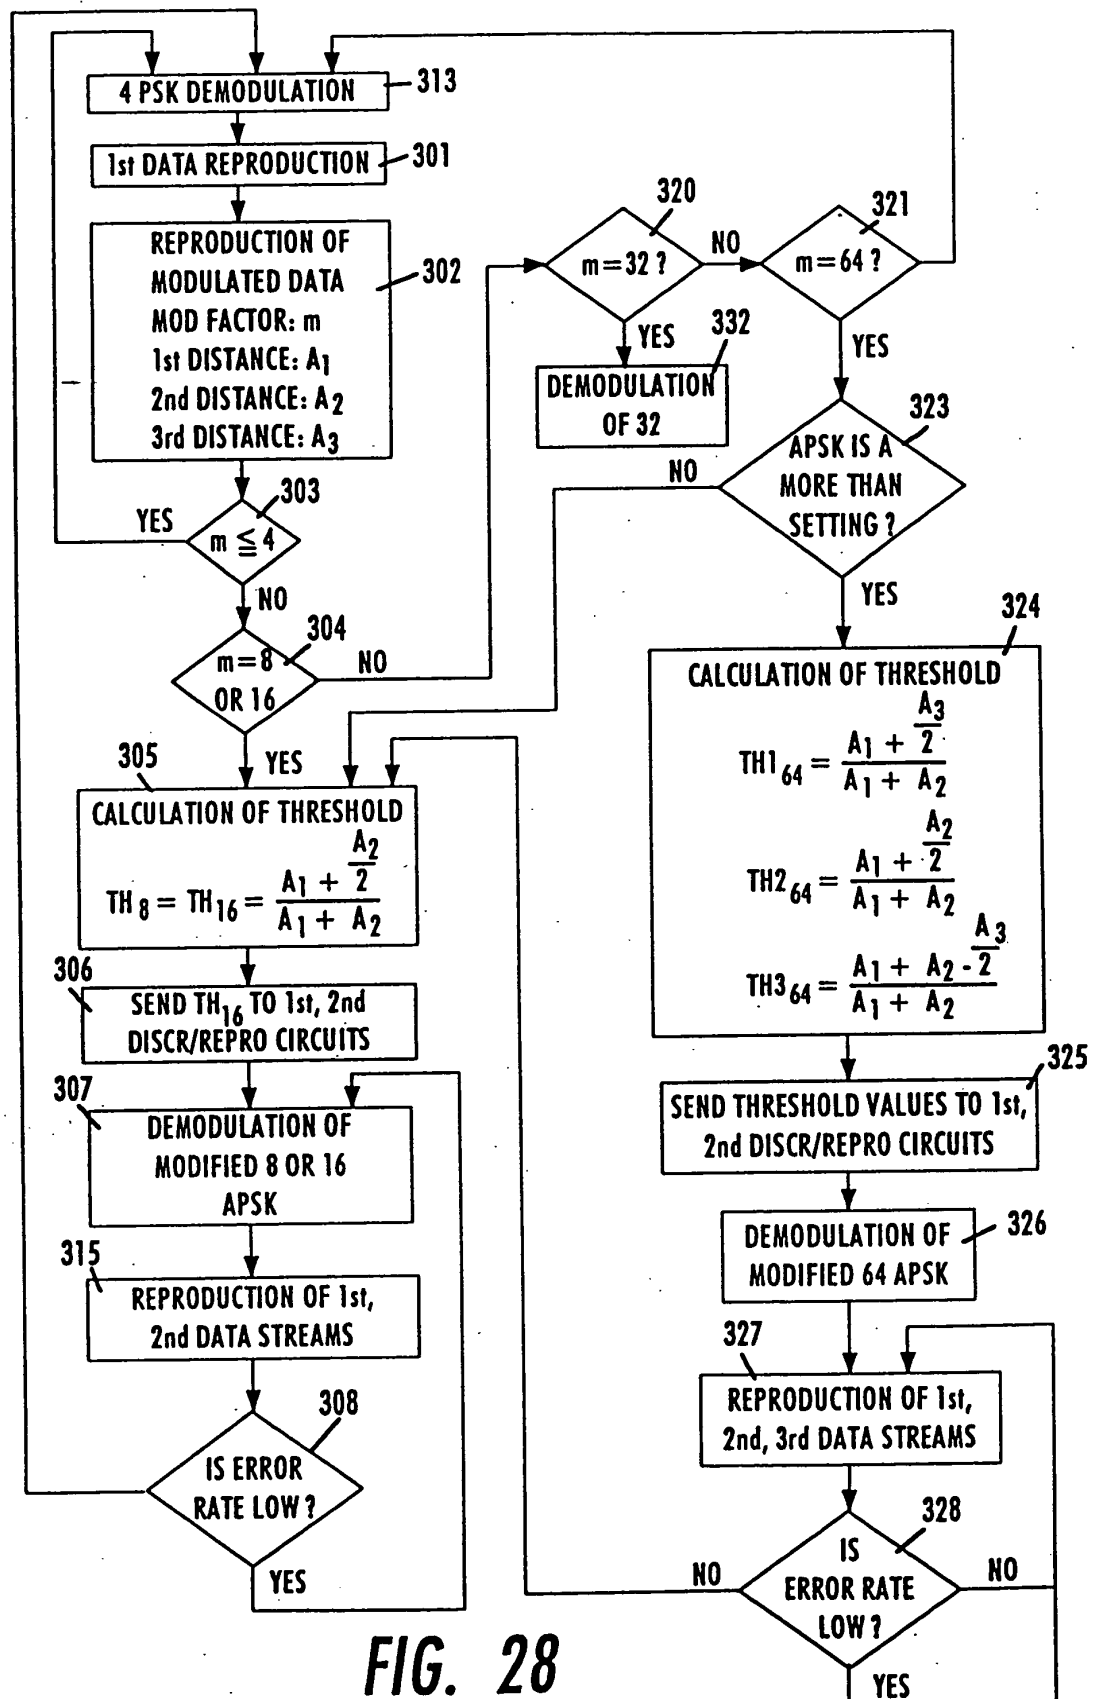 4 PSK DEMODULATION
313
1st DATA REPRODUCTION
301
REPRODUCTION OF
MODULATED DATA
MOD FACTOR: m
1st DISTANCE: A1
2nd DISTANCE: A2
3rd DISTANCE: A3
302
303
YES
m ≦ 4
NO
304
m=8
OR 16
NO
YES
305
CALCULATION OF THRESHOLD
TH8 = TH16 = (A1 + A2/2) / (A1 + A2)
306
SEND TH16 TO 1st, 2nd
DISCR/REPRO CIRCUITS
307
DEMODULATION OF
MODIFIED 8 OR 16
APSK
315
REPRODUCTION OF 1st,
2nd DATA STREAMS
308
IS ERROR
RATE LOW ?
YES
320
m=32 ?
NO
YES
332
DEMODULATION
OF 32
321
m=64 ?
YES
323
APSK IS A
MORE THAN
SETTING ?
NO
YES
324
CALCULATION OF THRESHOLD
TH1 64 = (A1 + A3/2) / (A1 + A2)
TH2 64 = (A1 + A2/2) / (A1 + A2)
TH3 64 = (A1 + A2 - A3/2) / (A1 + A2)
325
SEND THRESHOLD VALUES TO 1st,
2nd DISCR/REPRO CIRCUITS
326
DEMODULATION OF
MODIFIED 64 APSK
327
REPRODUCTION OF 1st,
2nd, 3rd DATA STREAMS
328
IS
ERROR RATE
LOW ?
NO
NO
YES
FIG. 28